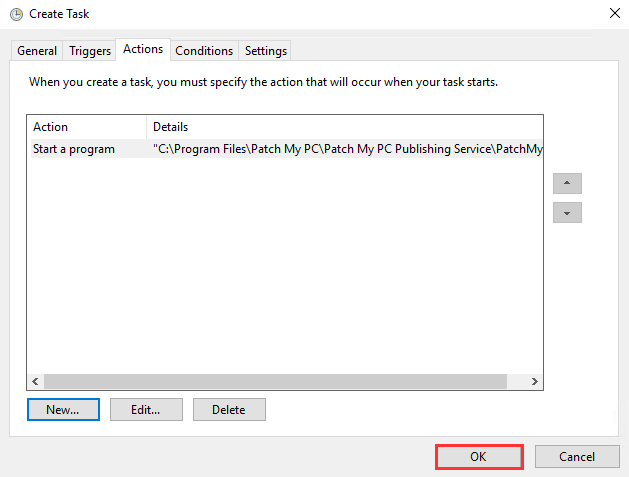 Create Task
General Triggers Actions Conditions Settings
When you create a task, you must specify the action that will occur when your task starts.
Action Details
Start a program "C:\Program Files\Patch My PC\Patch My PC Publishing Service\PatchMy
New... Edit... Delete
OK Cancel